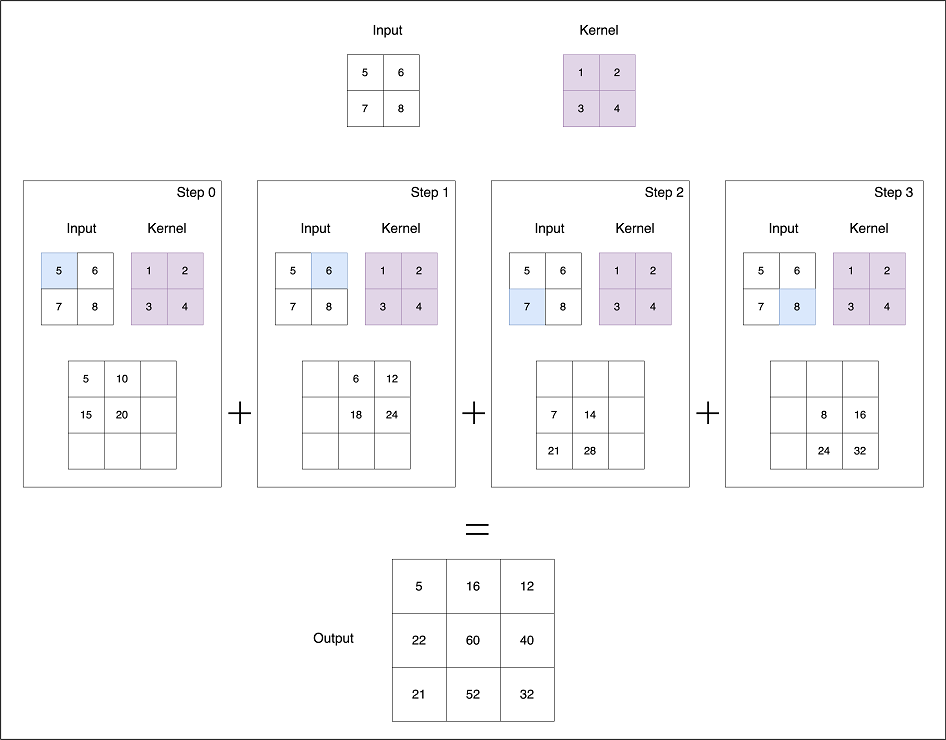 Input Kernel
5 6 1 2
7 8 3 4
Step 0 Step 1 Step 2 Step 3
Input Kernel Input Kernel Input Kernel Input Kernel
5 6 1 2 5 6 1 2 5 6 1 2 5 6 1 2
7 8 3 4 7 8 3 4 7 8 3 4 7 8 3 4
5 10 6 12
15 20 + 18 24 + 7 14 + 8 16
21 28 24 32
=
5 16 12
Output 22 60 40
21 52 32